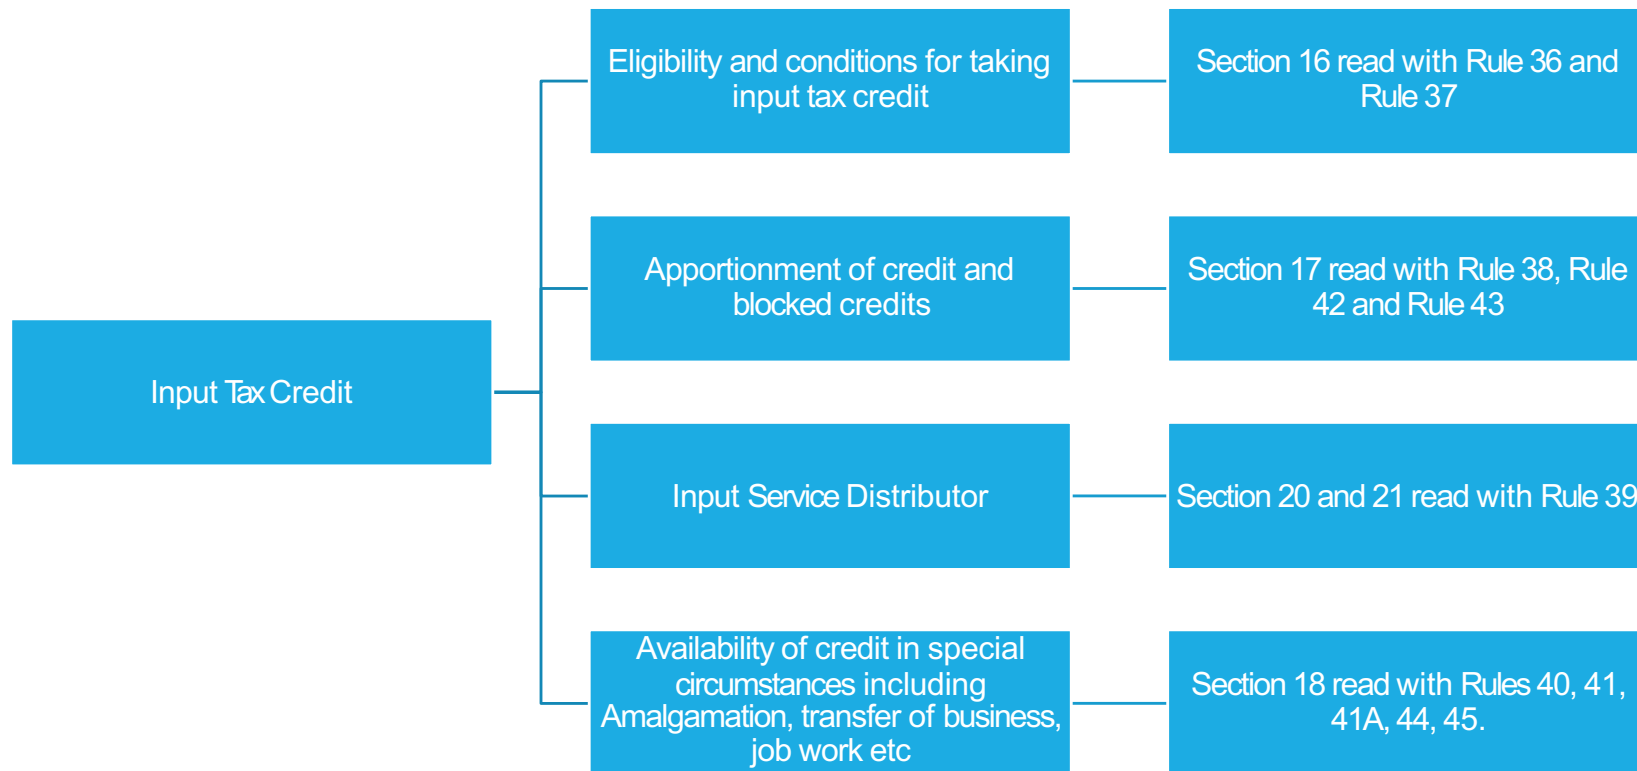 Eligibility and conditions for taking
input tax credit
Section 16 read with Rule 36 and
Rule 37
Apportionment of credit and
blocked credits
Section 17 read with Rule 38, Rule
42 and Rule 43
Input Tax Credit
Input Service Distributor
Section 20 and 21 read with Rule 39
Availability of credit in special
circumstances including
Amalgamation, transfer of business,
job work etc
Section 18 read with Rules 40, 41,
41A, 44, 45.